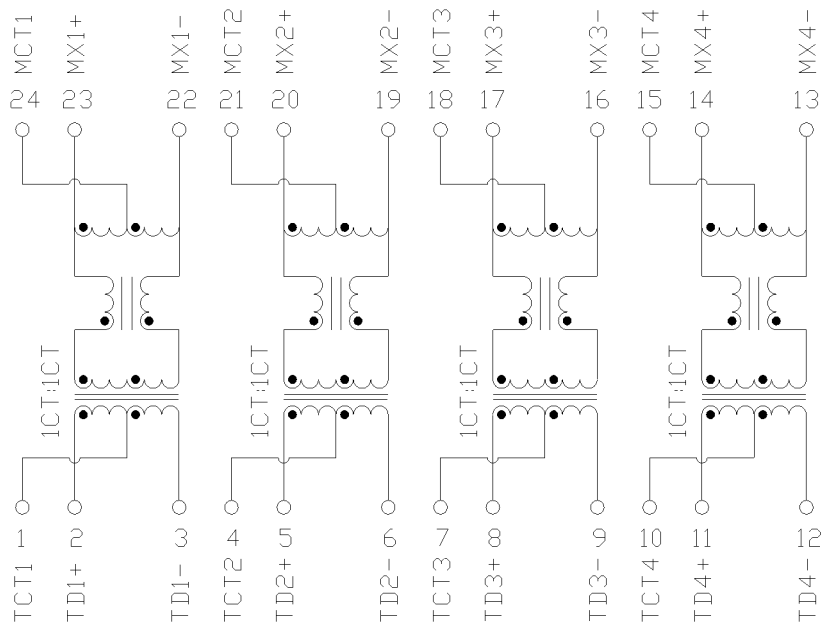 MCT1 MX1+ MX1- MCT2 MX2+ MX2- MCT3 MX3+ MX3- MCT4 MX4+ MX4-
24 23 22 21 20 19 18 17 16 15 14 13
1CT:1CT 1CT:1CT 1CT:1CT 1CT:1CT
1 2 3 4 5 6 7 8 9 10 11 12
TCT1 TD1+ TD1- TCT2 TD2+ TD2- TCT3 TD3+ TD3- TCT4 TD4+ TD4-